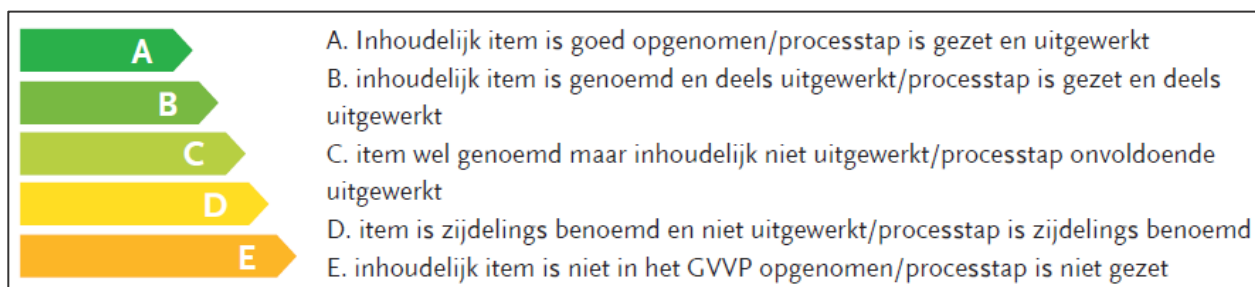 A
B
C
D
E
A. Inhoudelijk item is goed opgenomen/processtap is gezet en uitgewerkt
B. inhoudelijk item is genoemd en deels uitgewerkt/processtap is gezet en deels
uitgewerkt
C. item wel genoemd maar inhoudelijk niet uitgewerkt/processtap onvoldoende
uitgewerkt
D. item is zijdelings benoemd en niet uitgewerkt/processtap is zijdelings benoemd
E. inhoudelijk item is niet in het GVVP opgenomen/processtap is niet gezet